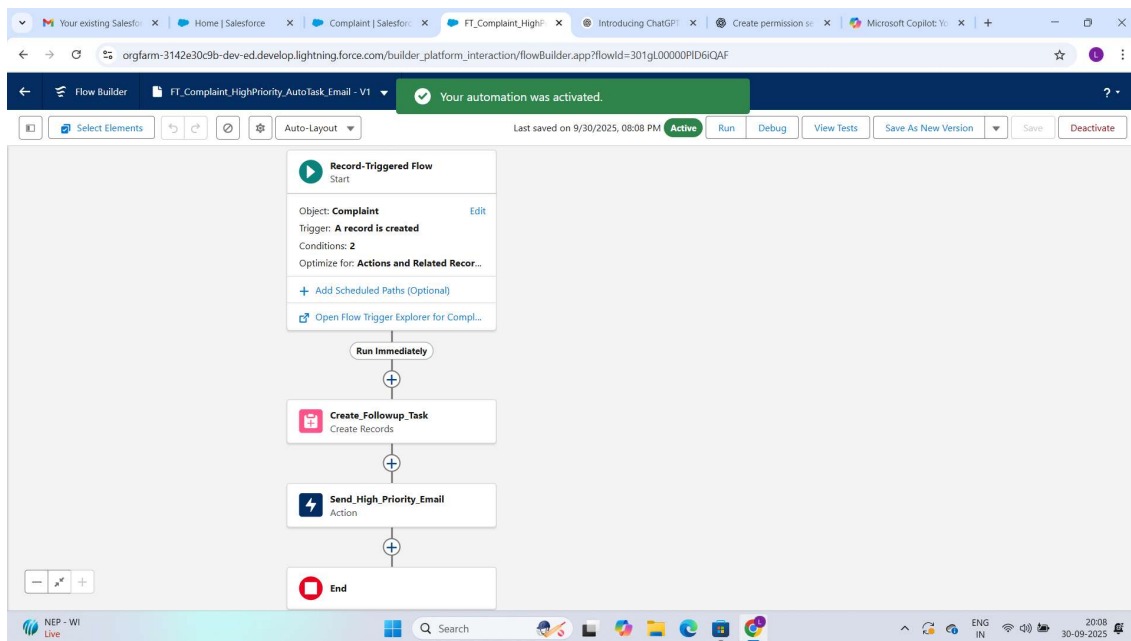 Your existing Salesfo
Home | Salesforce
Complaint | Salesforc
FT_Complaint_HighP
Introducing ChatGPT
Create permission se
Microsoft Copilot: Yo
orgfarm-3142e30c9b-dev-ed.develop.lightning.force.com/builder_platform_interaction/flowBuilder.app?flowId=301gL00000PlD6iQAF
L
Flow Builder
FT_Complaint_HighPriority_AutoTask_Email - V1
Your automation was activated.
?
Select Elements
Auto-Layout
Last saved on 9/30/2025, 08:08 PM
Active
Run
Debug
View Tests
Save As New Version
Save
Deactivate
Record-Triggered Flow
Start
Object: Complaint
Edit
Trigger: A record is created
Conditions: 2
Optimize for: Actions and Related Recor...
+ Add Scheduled Paths (Optional)
Open Flow Trigger Explorer for Compl...
Run Immediately
Create_Followup_Task
Create Records
Send_High_Priority_Email
Action
End
NEP - WI
Live
Search
ENG
IN
20:08
30-09-2025